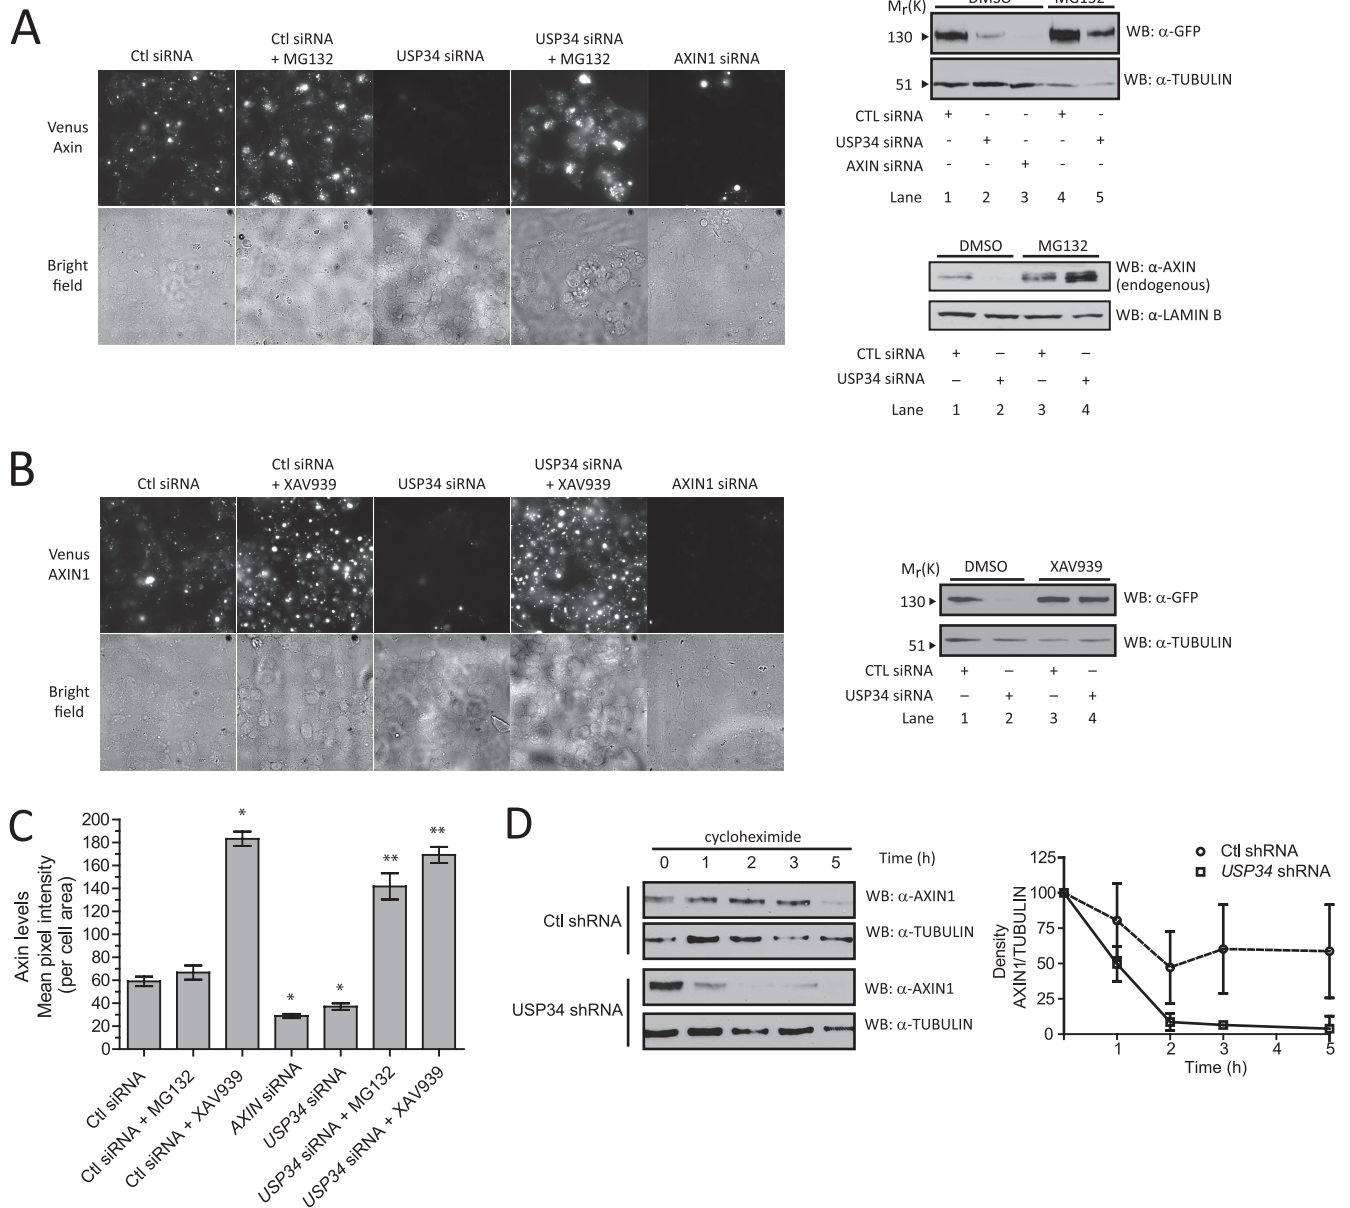 A
Ctl siRNA
Ctl siRNA
+ MG132
USP34 siRNA
USP34 siRNA
+ MG132
AXIN1 siRNA
Venus
Axin
Bright
field
DMSO
MG132
Mr(K)
130
WB: α-GFP
51
WB: α-TUBULIN
CTL siRNA + - - + -
USP34 siRNA - + - - +
AXIN siRNA - - + - -
Lane 1 2 3 4 5
DMSO
MG132
WB: α-AXIN
(endogenous)
WB: α-LAMIN B
CTL siRNA + – + –
USP34 siRNA – + – +
Lane 1 2 3 4
B
Ctl siRNA
Ctl siRNA
+ XAV939
USP34 siRNA
USP34 siRNA
+ XAV939
AXIN1 siRNA
Venus
AXIN1
Bright
field
Mr(K)
DMSO
XAV939
130
WB: α-GFP
51
WB: α-TUBULIN
CTL siRNA + – + –
USP34 siRNA – + – +
Lane 1 2 3 4
C
Axin levels
Mean pixel intensity
(per cell area)
200
180
160
140
120
100
80
60
40
20
0
*
*
*
**
**
Ctl siRNA
Ctl siRNA + MG132
Ctl siRNA + XAV939
AXIN siRNA
USP34 siRNA
USP34 siRNA + MG132
USP34 siRNA + XAV939
D
cycloheximide
0 1 2 3 5 Time (h)
Ctl shRNA
WB: α-AXIN1
WB: α-TUBULIN
USP34 shRNA
WB: α-AXIN1
WB: α-TUBULIN
Ctl shRNA
USP34 shRNA
Density
AXIN1/TUBULIN
125
100
75
50
25
0
1 2 3 4 5
Time (h)